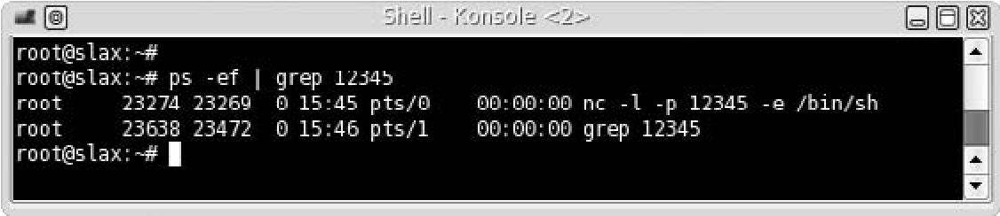 Shell - Konsole <2>
root@slax:~#
root@slax:~# ps -ef | grep 12345
root     23274 23269  0 15:45 pts/0    00:00:00 nc -l -p 12345 -e /bin/sh
root     23638 23472  0 15:46 pts/1    00:00:00 grep 12345
root@slax:~#